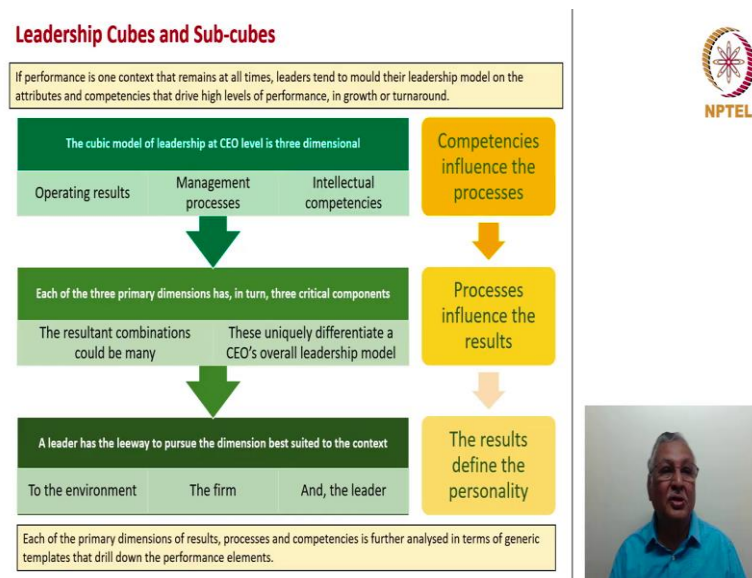 Leadership Cubes and Sub-cubes
If performance is one context that remains at all times, leaders tend to mould their leadership model on the
attributes and competencies that drive high levels of performance, in growth or turnaround.
NPTEL
The cubic model of leadership at CEO level is three dimensional
Operating results
Management
processes
Intellectual
competencies
Competencies
influence the
processes
Each of the three primary dimensions has, in turn, three critical components
The resultant combinations
could be many
These uniquely differentiate a
CEO's overall leadership model
Processes
influence the
results
A leader has the leeway to pursue the dimension best suited to the context
To the environment
The firm
And, the leader
The results
define the
personality
Each of the primary dimensions of results, processes and competencies is further analysed in terms of generic
templates that drill down the performance elements.